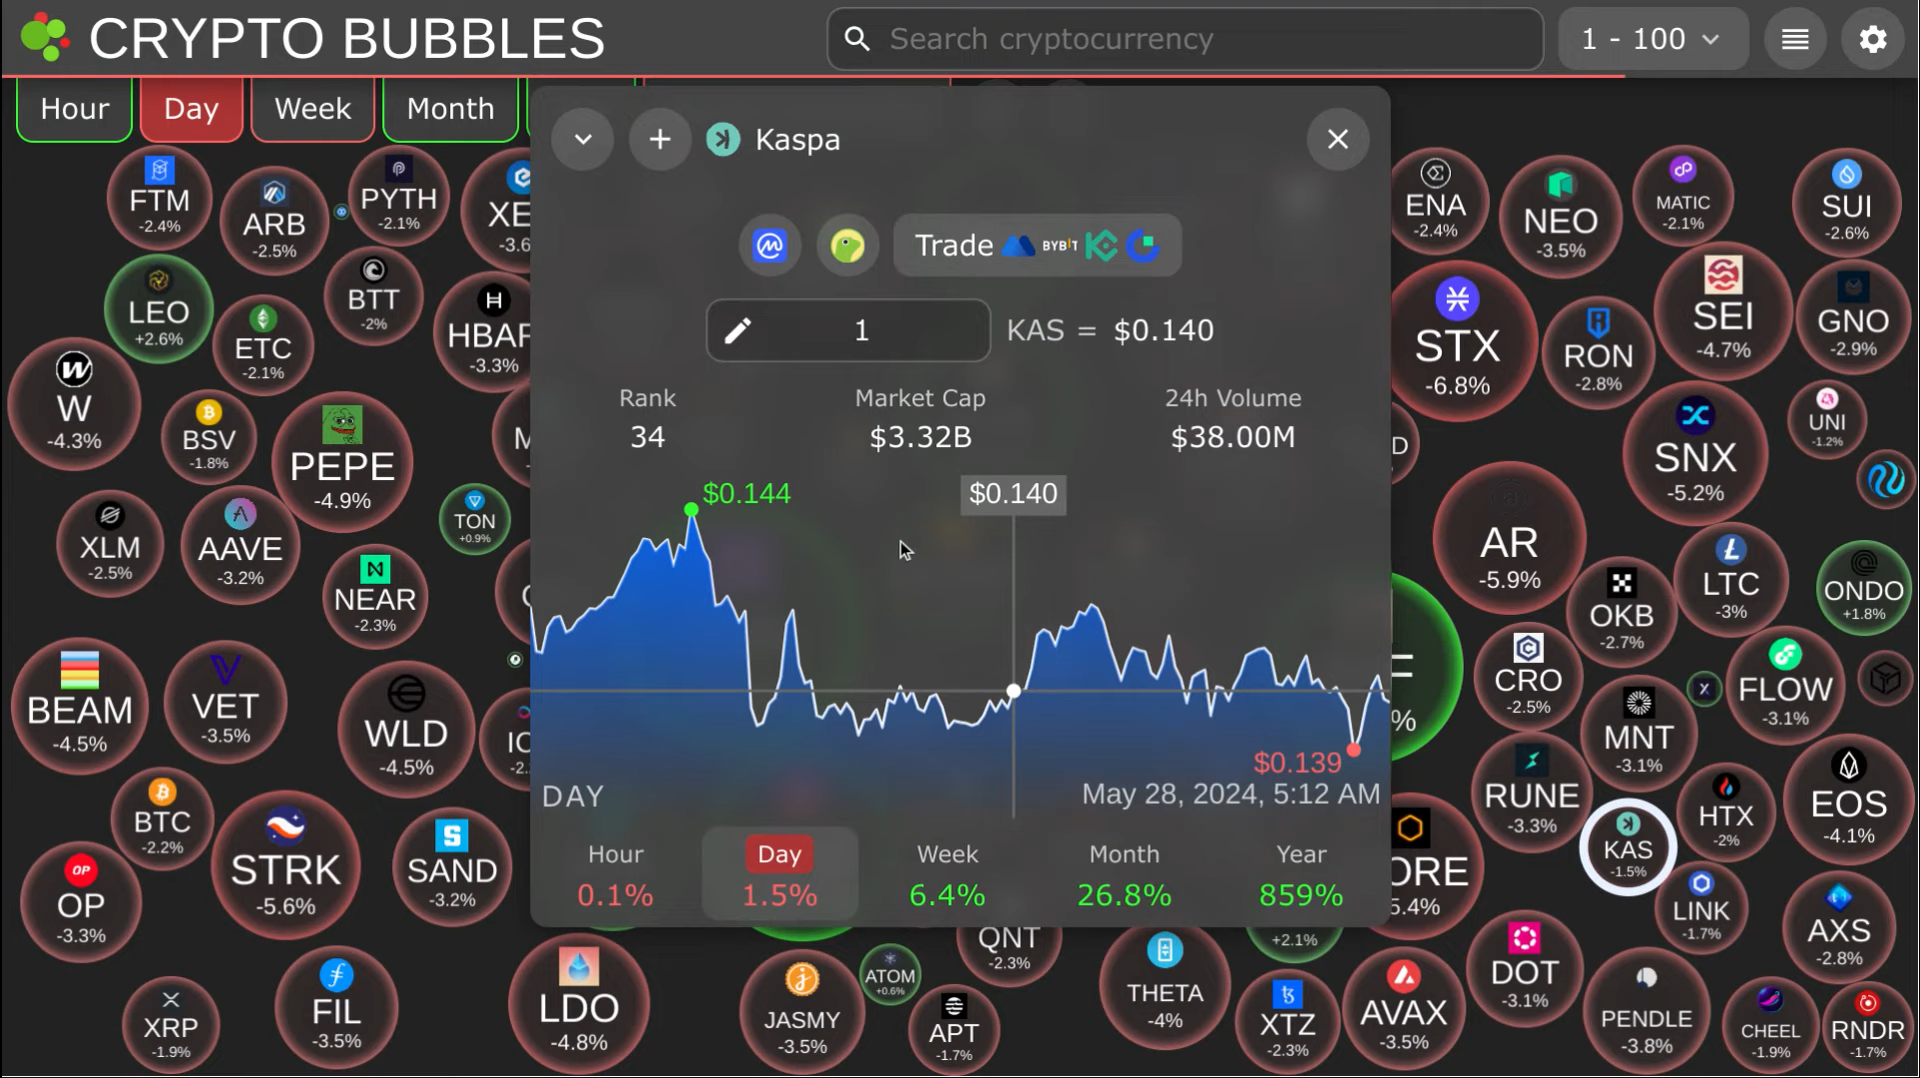 CRYPTO BUBBLES
Search cryptocurrency
1 - 100
Hour
Day
Week
Month
Kaspa
Trade
BYBIT
1
KAS = $0.140
Rank
34
Market Cap
$3.32B
24h Volume
$38.00M
$0.144
$0.140
$0.139
DAY
May 28, 2024, 5:12 AM
Hour
0.1%
Day
1.5%
Week
6.4%
Month
26.8%
Year
859%
FTM
-2.4%
ARB
-2.5%
PYTH
-2.1%
XE
-3.6
LEO
+2.6%
ETC
-2.1%
BTT
-2%
HBAR
-3.3%
W
-4.3%
BSV
-1.8%
PEPE
-4.9%
XLM
-2.5%
AAVE
-3.2%
TON
+0.9%
NEAR
-2.3%
BEAM
-4.5%
VET
-3.5%
WLD
-4.5%
IC
-2.
BTC
-2.2%
STRK
-5.6%
SAND
-3.2%
OP
OP
-3.3%
XRP
-1.9%
FIL
-3.5%
LDO
-4.8%
JASMY
-3.5%
ATOM
+0.6%
QNT
-2.3%
APT
-1.7%
THETA
-4%
+2.1%
XTZ
-2.3%
AVAX
-3.5%
ORE
5.4%
DOT
-3.1%
PENDLE
-3.8%
CHEEL
-1.9%
RNDR
-1.7%
ENA
-2.4%
NEO
-3.5%
MATIC
-2.1%
SUI
-2.6%
STX
-6.8%
RON
-2.8%
SEI
-4.7%
GNO
-2.9%
D
SNX
-5.2%
UNI
-1.2%
AR
-5.9%
OKB
-2.7%
LTC
-3%
ONDO
+1.8%
%
CRO
-2.5%
X
FLOW
-3.1%
MNT
-3.1%
RUNE
-3.3%
KAS
-1.5%
HTX
-2%
EOS
-4.1%
LINK
-1.7%
AXS
-2.8%